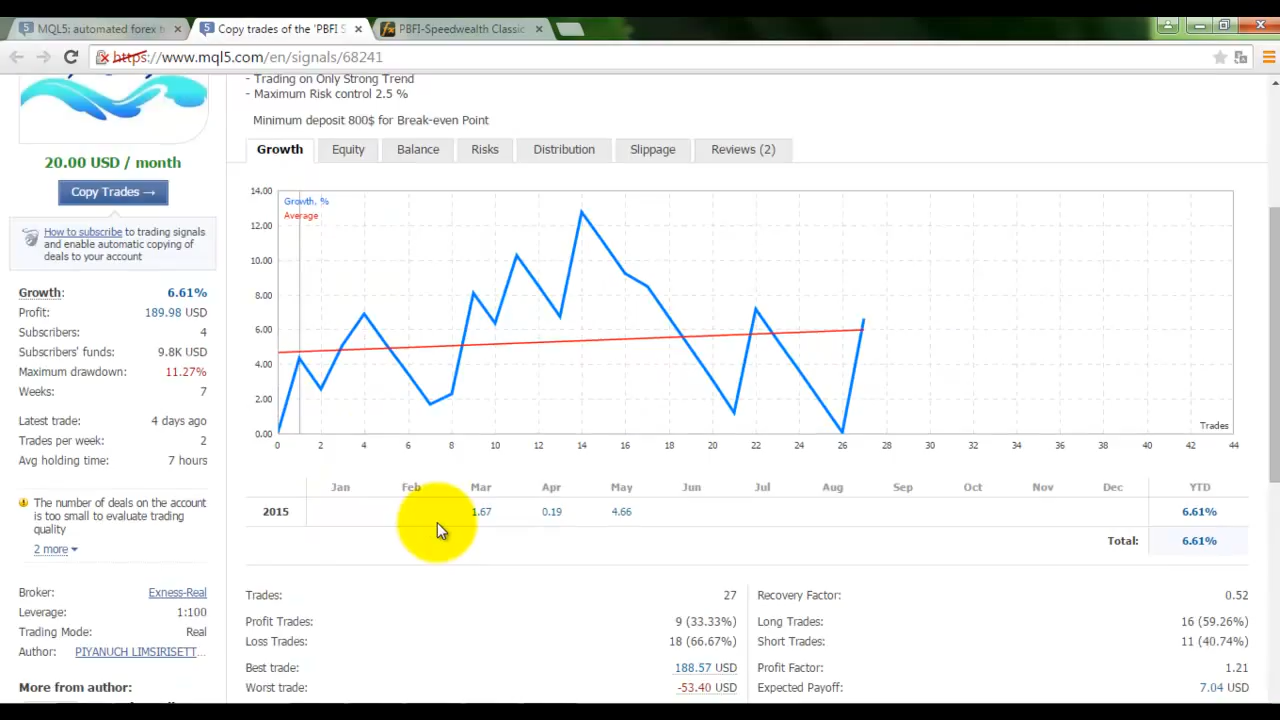 MQL5: automated forex t
Copy trades of the 'PBFI S
PBFI-Speedwealth Classic
https://www.mql5.com/en/signals/68241
- Trading on Only Strong Trend
- Maximum Risk control 2.5 %
Minimum deposit 800$ for Break-even Point
20.00 USD / month
Copy Trades →
How to subscribe to trading signals
and enable automatic copying of
deals to your account
Growth: 6.61%
Profit: 189.98 USD
Subscribers: 4
Subscribers' funds: 9.8K USD
Maximum drawdown: 11.27%
Weeks: 7
Latest trade: 4 days ago
Trades per week: 2
Avg holding time: 7 hours
The number of deals on the account
is too small to evaluate trading
quality
2 more
Broker: Exness-Real
Leverage: 1:100
Trading Mode: Real
Author: PIYANUCH LIMSIRISETT...
More from author:
Growth Equity Balance Risks Distribution Slippage Reviews (2)
Growth, %
Average
14.00
12.00
10.00
8.00
6.00
4.00
2.00
0.00
Trades
0 2 4 6 8 10 12 14 16 18 20 22 24 26 28 30 32 34 36 38 40 42 44
Jan Feb Mar Apr May Jun Jul Aug Sep Oct Nov Dec YTD
2015 1.67 0.19 4.66 6.61%
Total: 6.61%
Trades: 27
Profit Trades: 9 (33.33%)
Loss Trades: 18 (66.67%)
Best trade: 188.57 USD
Worst trade: -53.40 USD
Recovery Factor: 0.52
Long Trades: 16 (59.26%)
Short Trades: 11 (40.74%)
Profit Factor: 1.21
Expected Payoff: 7.04 USD